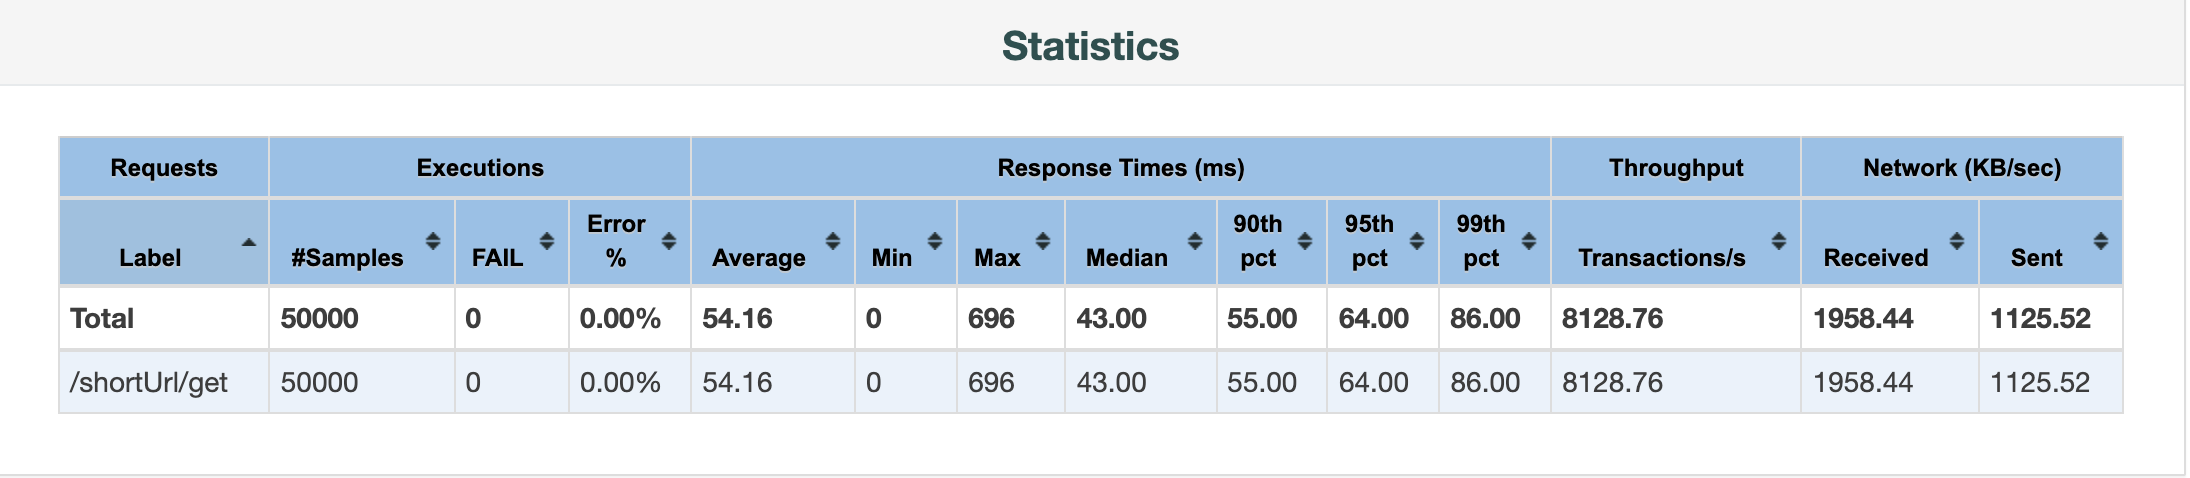 Statistics
Requests Executions Response Times (ms) Throughput Network (KB/sec)
Label #Samples FAIL Error % Average Min Max Median 90th pct 95th pct 99th pct Transactions/s Received Sent
Total 50000 0 0.00% 54.16 0 696 43.00 55.00 64.00 86.00 8128.76 1958.44 1125.52
/shortUrl/get 50000 0 0.00% 54.16 0 696 43.00 55.00 64.00 86.00 8128.76 1958.44 1125.52